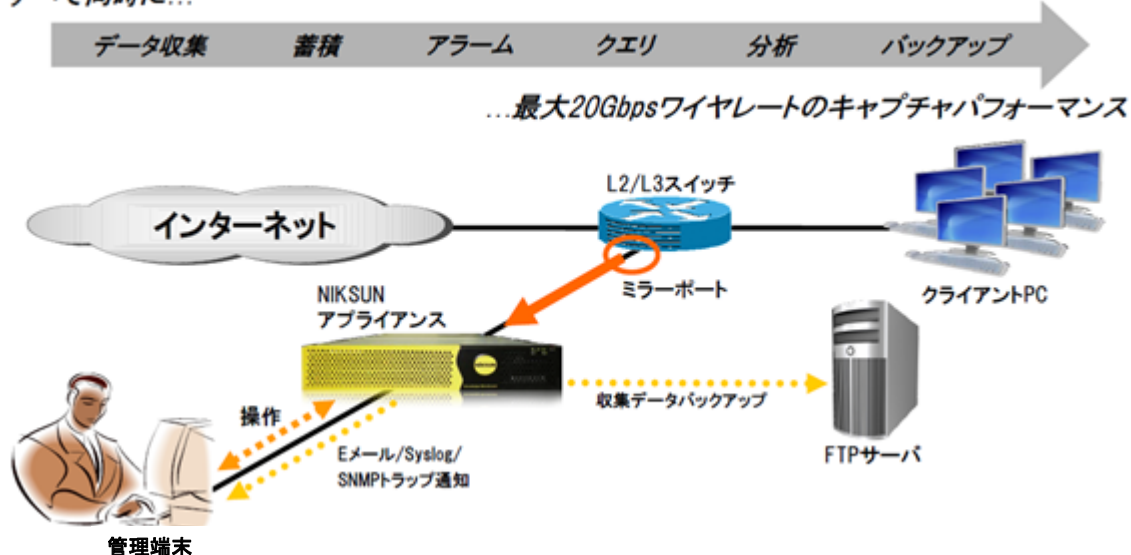 すべて同時に...
データ収集 蓄積 アラーム クエリ 分析 バックアップ
...最大20Gbpsワイヤレートのキャプチャパフォーマンス
L2/L3スイッチ
インターネット
ミラーポート
クライアントPC
NIKSUN
アプライアンス
収集データバックアップ
操作
Eメール/Syslog/
SNMPトラップ通知
FTPサーバ
管理端末